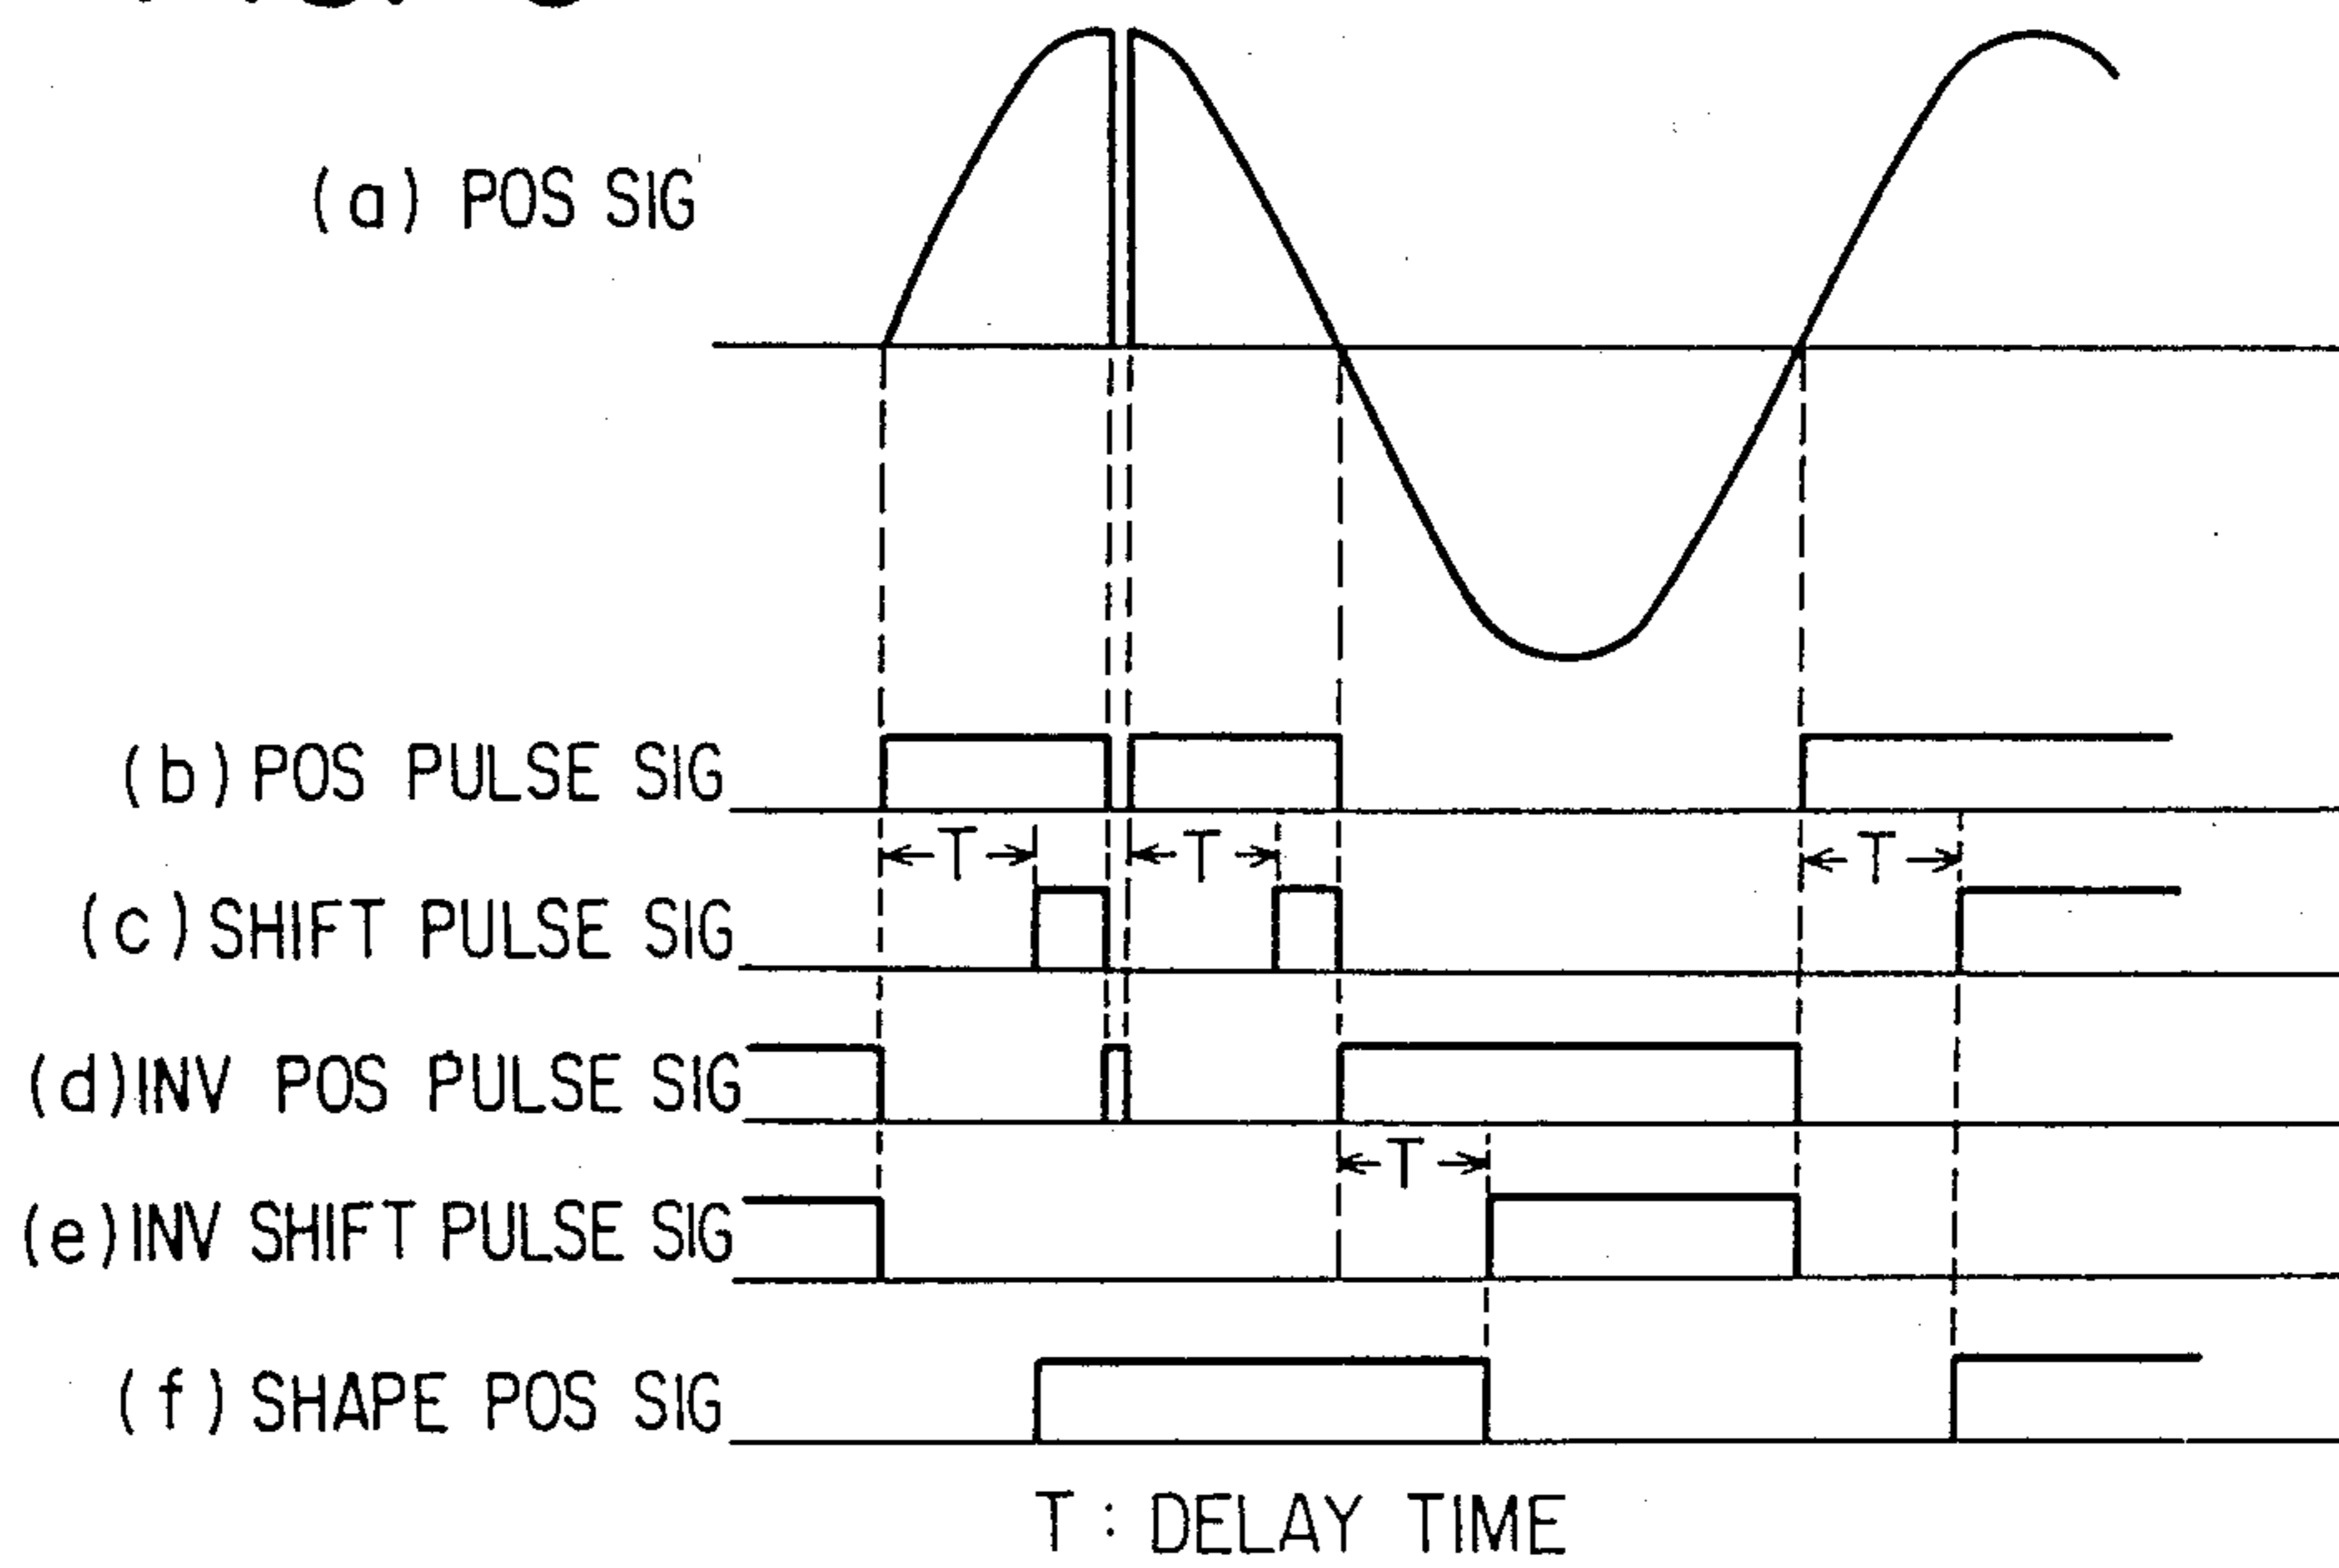 (a) POS SIG
(b) POS PULSE SIG
T T T
(c) SHIFT PULSE SIG
(d) INV POS PULSE SIG
T
(e) INV SHIFT PULSE SIG
(f) SHAPE POS SIG
T : DELAY TIME